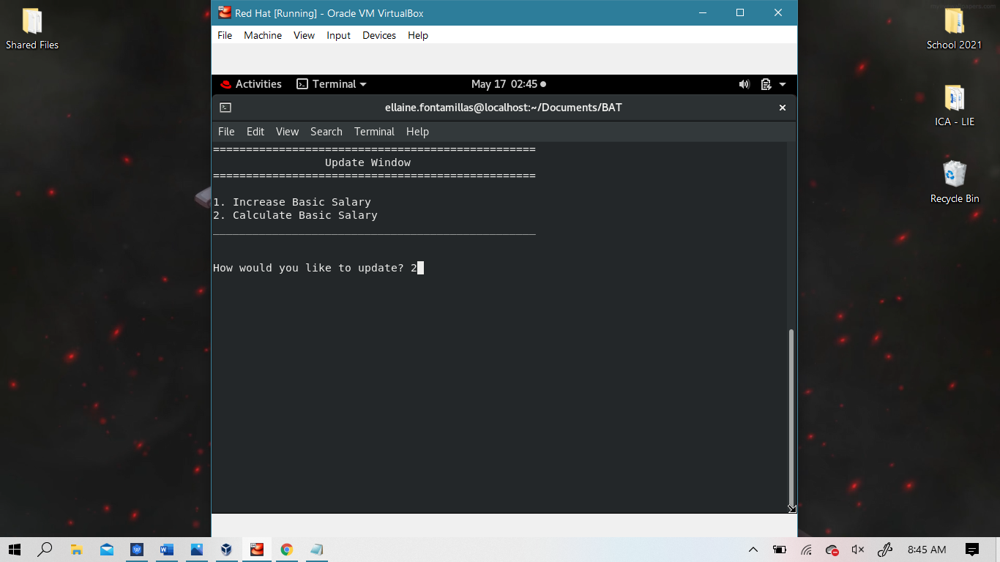 Shared Files
School 2021
ICA - LIE
Recycle Bin
Red Hat [Running] - Oracle VM VirtualBox
File Machine View Input Devices Help
Activities Terminal May 17 02:45
ellaine.fontamillas@localhost:~/Documents/BAT
File Edit View Search Terminal Help
=================================================
Update Window
=================================================
1. Increase Basic Salary
2. Calculate Basic Salary
_________________________________________________
How would you like to update? 2
8:45 AM